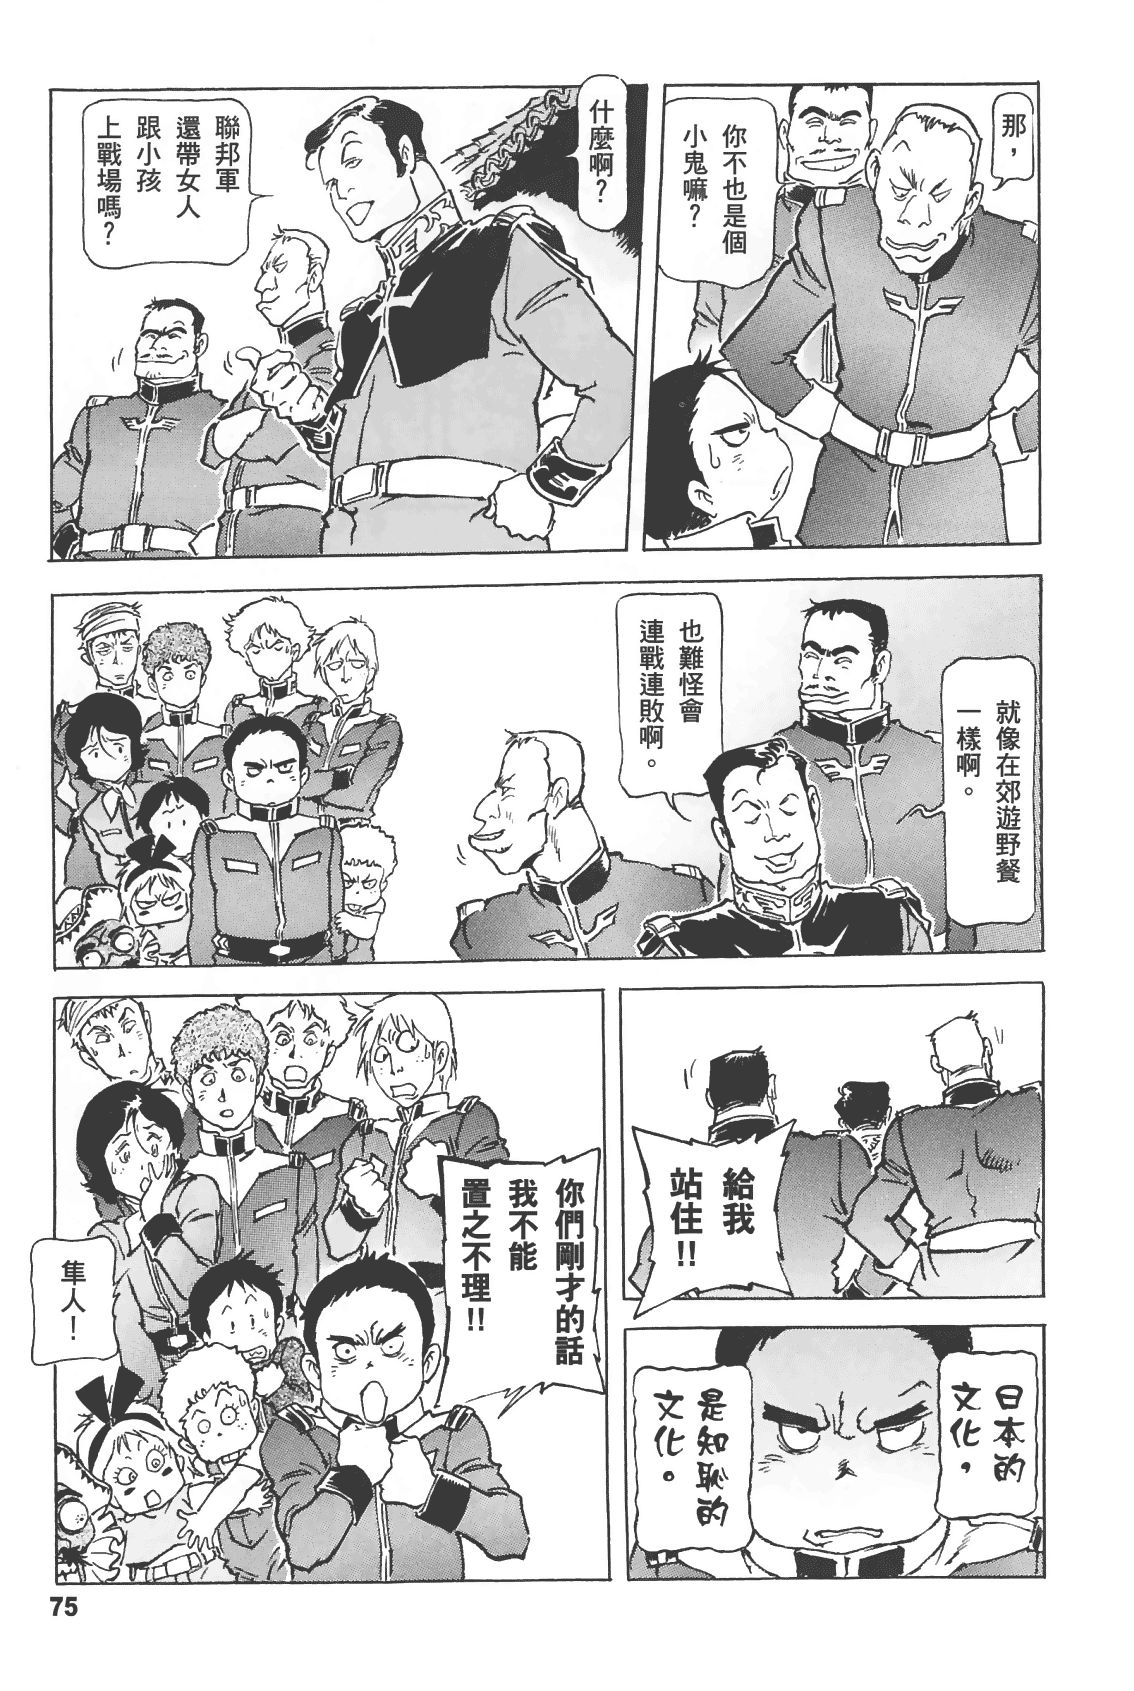 那，
你不也是個
小鬼嘛？
什麼啊？
聯邦軍
還帶女人
跟小孩
上戰場嗎？
就像在郊遊野餐
一樣啊。
也難怪會
連戰連敗啊。
給我
站住!!
日本的
文化，
是知恥的
文化。
你們剛才的話
我不能
置之不理!!
隼人！
75